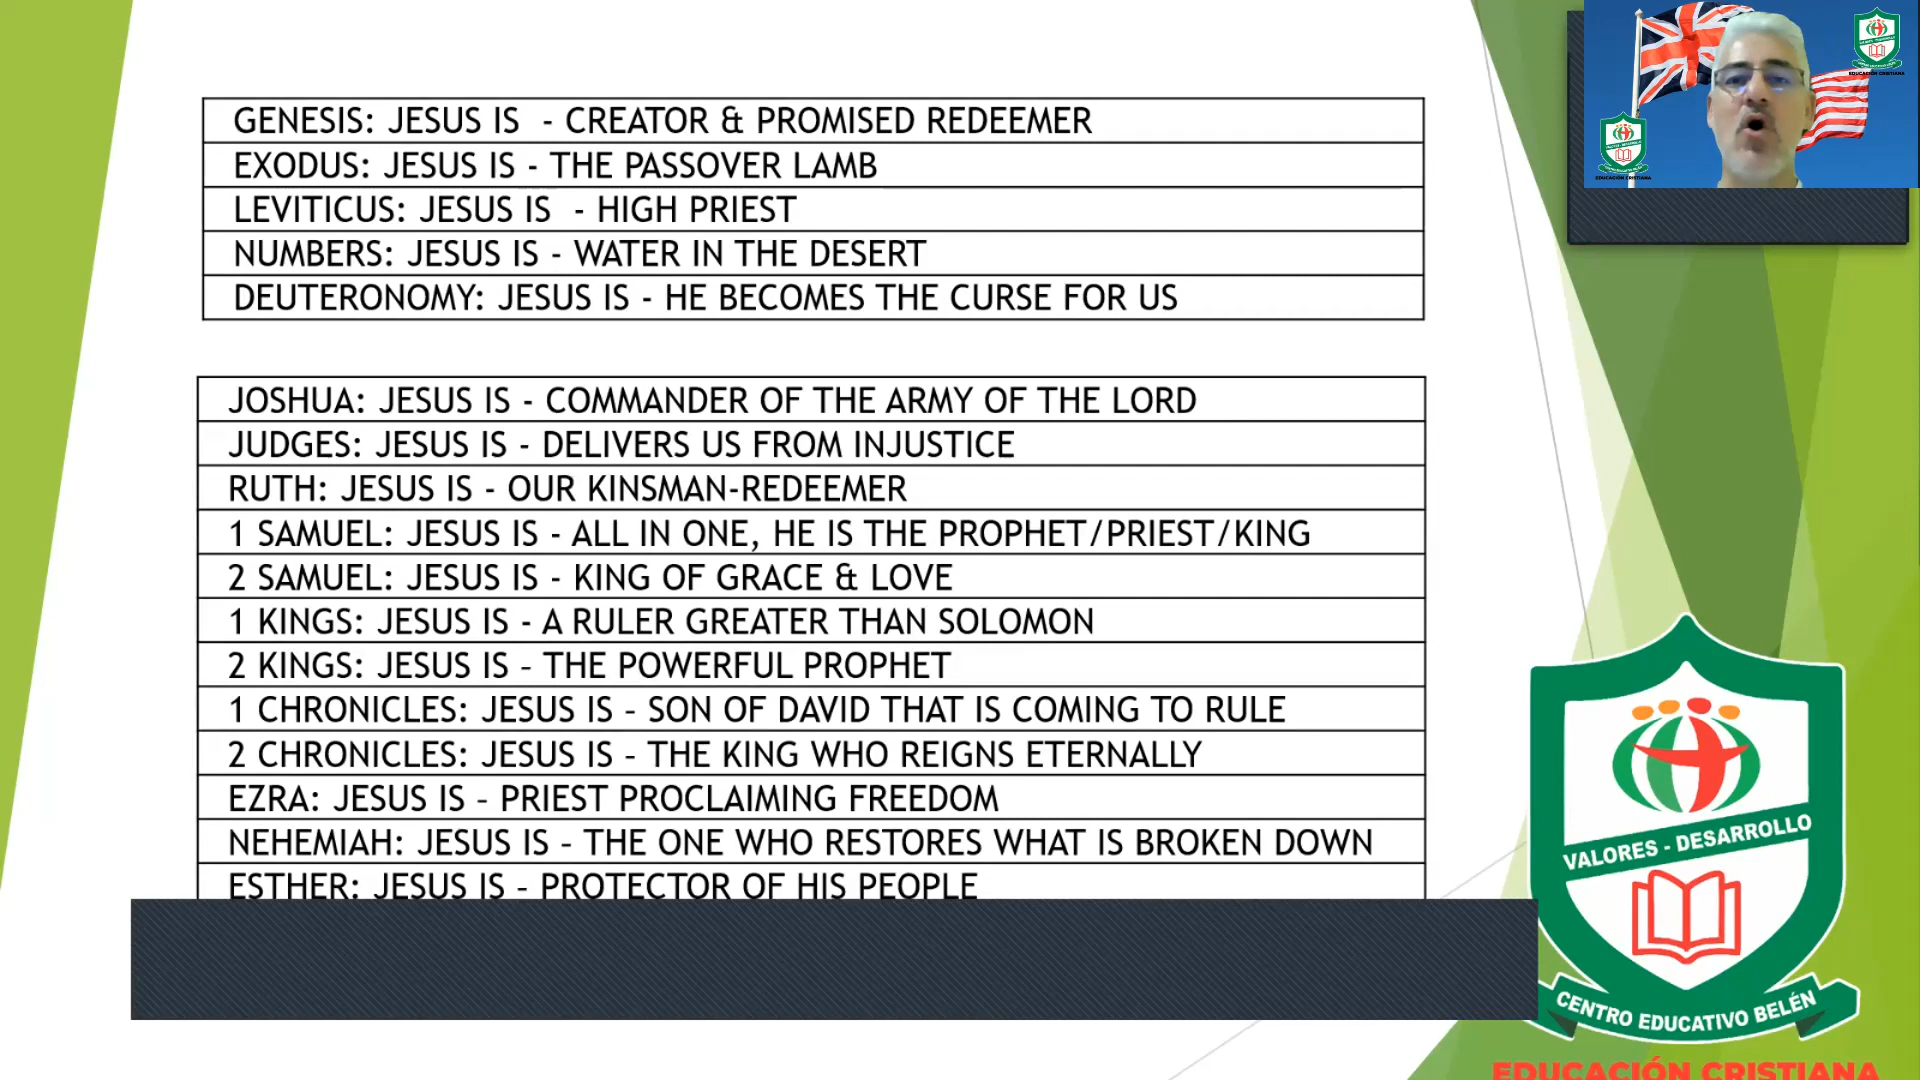 GENESIS: JESUS IS - CREATOR & PROMISED REDEEMER
EXODUS: JESUS IS - THE PASSOVER LAMB
LEVITICUS: JESUS IS - HIGH PRIEST
NUMBERS: JESUS IS - WATER IN THE DESERT
DEUTERONOMY: JESUS IS - HE BECOMES THE CURSE FOR US
JOSHUA: JESUS IS - COMMANDER OF THE ARMY OF THE LORD
JUDGES: JESUS IS - DELIVERS US FROM INJUSTICE
RUTH: JESUS IS - OUR KINSMAN-REDEEMER
1 SAMUEL: JESUS IS - ALL IN ONE, HE IS THE PROPHET/PRIEST/KING
2 SAMUEL: JESUS IS - KING OF GRACE & LOVE
1 KINGS: JESUS IS - A RULER GREATER THAN SOLOMON
2 KINGS: JESUS IS – THE POWERFUL PROPHET
1 CHRONICLES: JESUS IS – SON OF DAVID THAT IS COMING TO RULE
2 CHRONICLES: JESUS IS – THE KING WHO REIGNS ETERNALLY
EZRA: JESUS IS – PRIEST PROCLAIMING FREEDOM
NEHEMIAH: JESUS IS – THE ONE WHO RESTORES WHAT IS BROKEN DOWN
ESTHER: JESUS IS – PROTECTOR OF HIS PEOPLE
EDUCACIÓN CRISTIANA
EDUCACIÓN CRISTIANA
VALORES - DESARROLLO
CENTRO EDUCATIVO BELÉN
EDUCACIÓN CRISTIANA